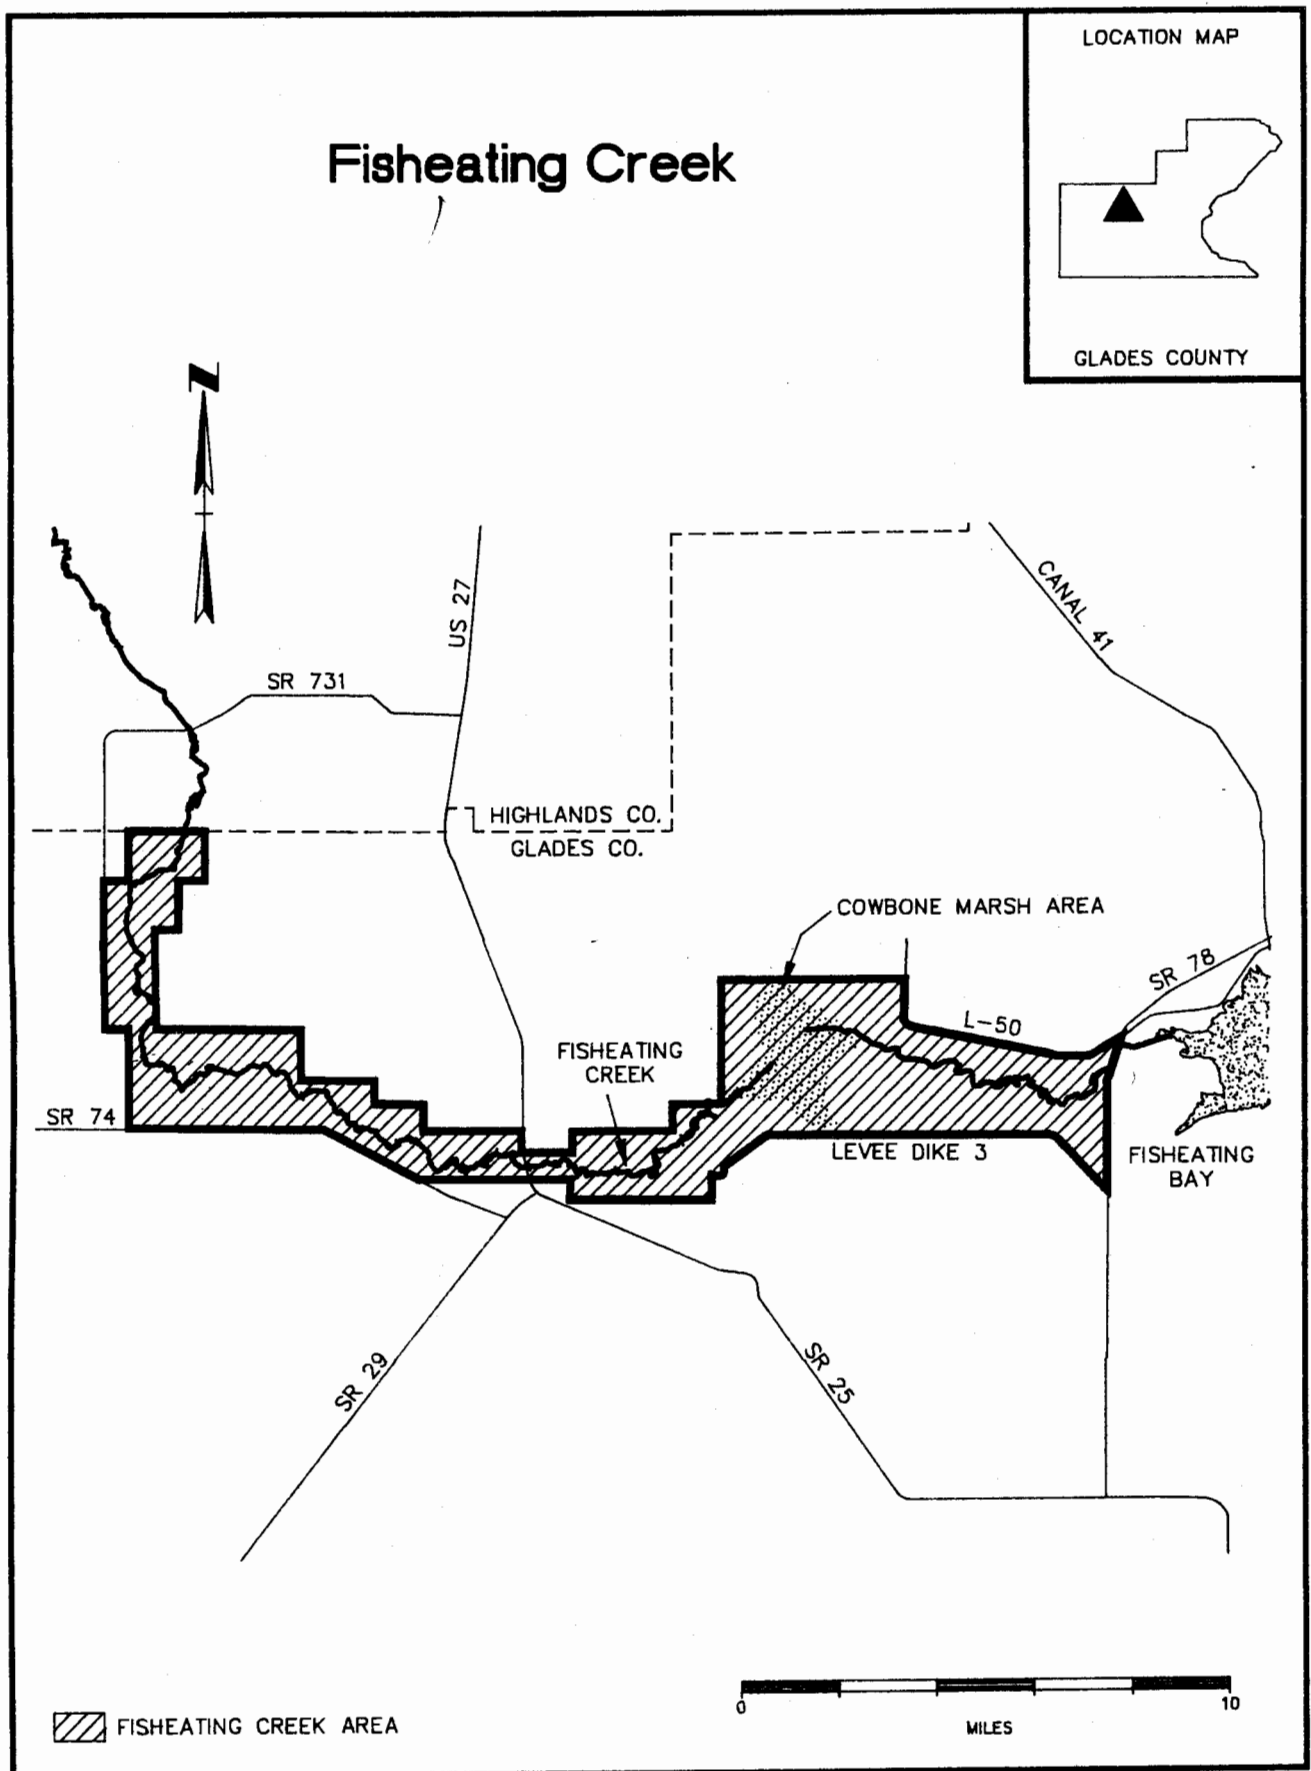 LOCATION MAP
GLADES COUNTY
Fisheating Creek
N
US 27
CANAL 41
SR 731
HIGHLANDS CO.
GLADES CO.
COWBONE MARSH AREA
SR 78
L-50
FISHEATING
CREEK
SR 74
LEVEE DIKE 3
FISHEATING
BAY
SR 29
SR 25
0
10
MILES
FISHEATING CREEK AREA